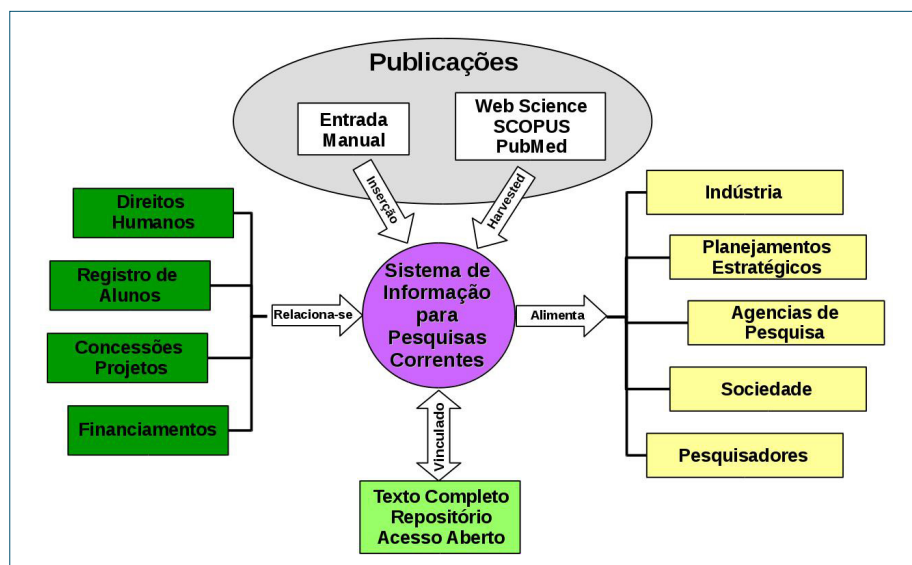 Publicações
Entrada
Manual
Web Science
SCOPUS
PubMed
Inserção
Harvested
Direitos
Humanos
Registro de
Alunos
Concessões
Projetos
Financiamentos
Relaciona-se
Sistema de
Informação
para
Pesquisas
Correntes
Alimenta
Indústria
Planejamentos
Estratégicos
Agencias de
Pesquisa
Sociedade
Pesquisadores
Vinculado
Texto Completo
Repositório
Acesso Aberto